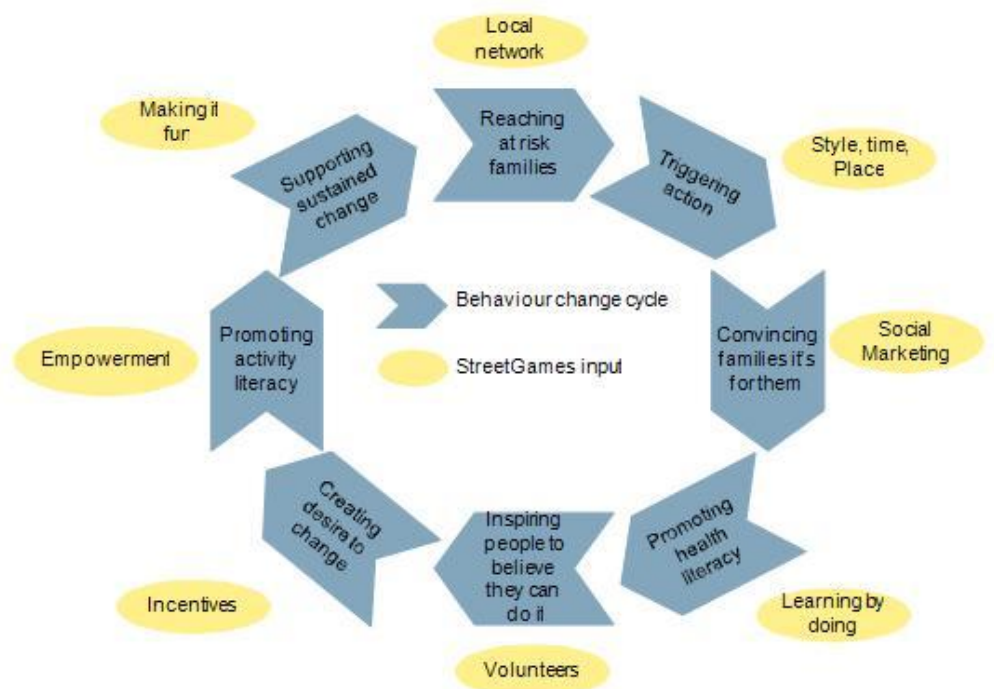 Local
network
Reaching
at risk
families
Style, time,
Place
Triggering
action
Social
Marketing
Convincing
families it's
for them
Learning by
doing
Promoting
health
literacy
Volunteers
Inspiring
people to
believe
they can
do it
Incentives
Creating
desire to
change
Empowerment
Promoting
activity
literacy
Making it
fun
Supporting
sustained
change
Behaviour change cycle
StreetGames input